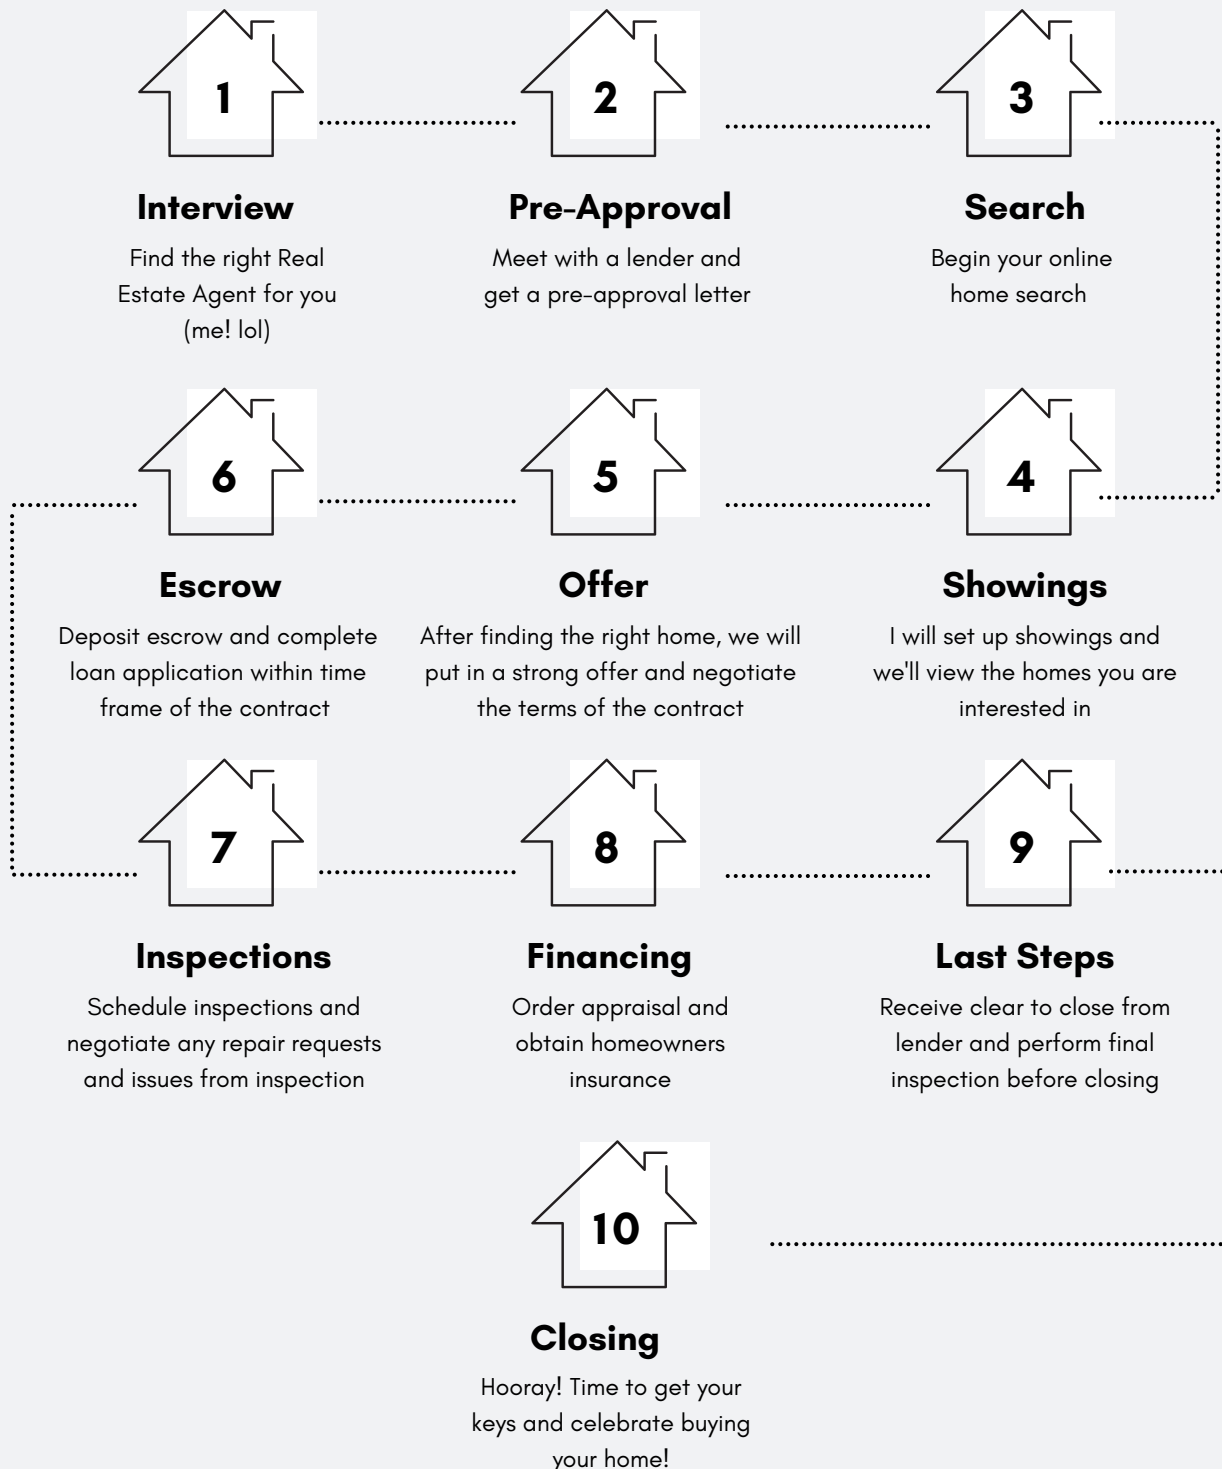 1
Interview
Find the right Real
Estate Agent for you
(me! lol)
2
Pre-Approval
Meet with a lender and
get a pre-approval letter
3
Search
Begin your online
home search
4
Showings
I will set up showings and
we'll view the homes you are
interested in
5
Offer
After finding the right home, we will
put in a strong offer and negotiate
the terms of the contract
6
Escrow
Deposit escrow and complete
loan application within time
frame of the contract
7
Inspections
Schedule inspections and
negotiate any repair requests
and issues from inspection
8
Financing
Order appraisal and
obtain homeowners
insurance
9
Last Steps
Receive clear to close from
lender and perform final
inspection before closing
10
Closing
Hooray! Time to get your
keys and celebrate buying
your home!